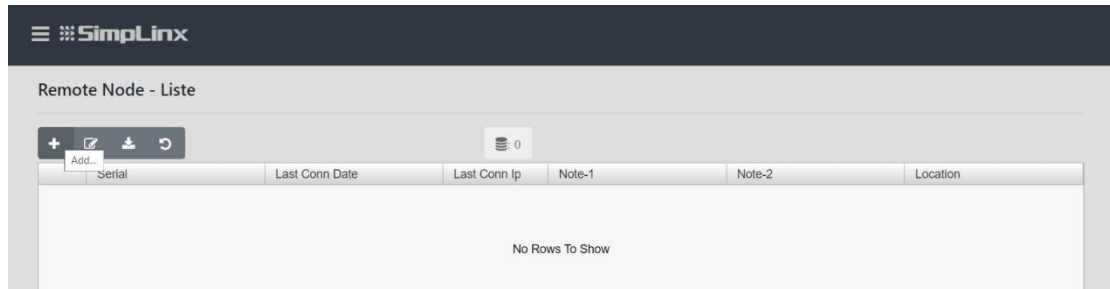 SimpLinx
Remote Node - Liste
: 0
Add...
Serial Last Conn Date Last Conn Ip Note-1 Note-2 Location
No Rows To Show